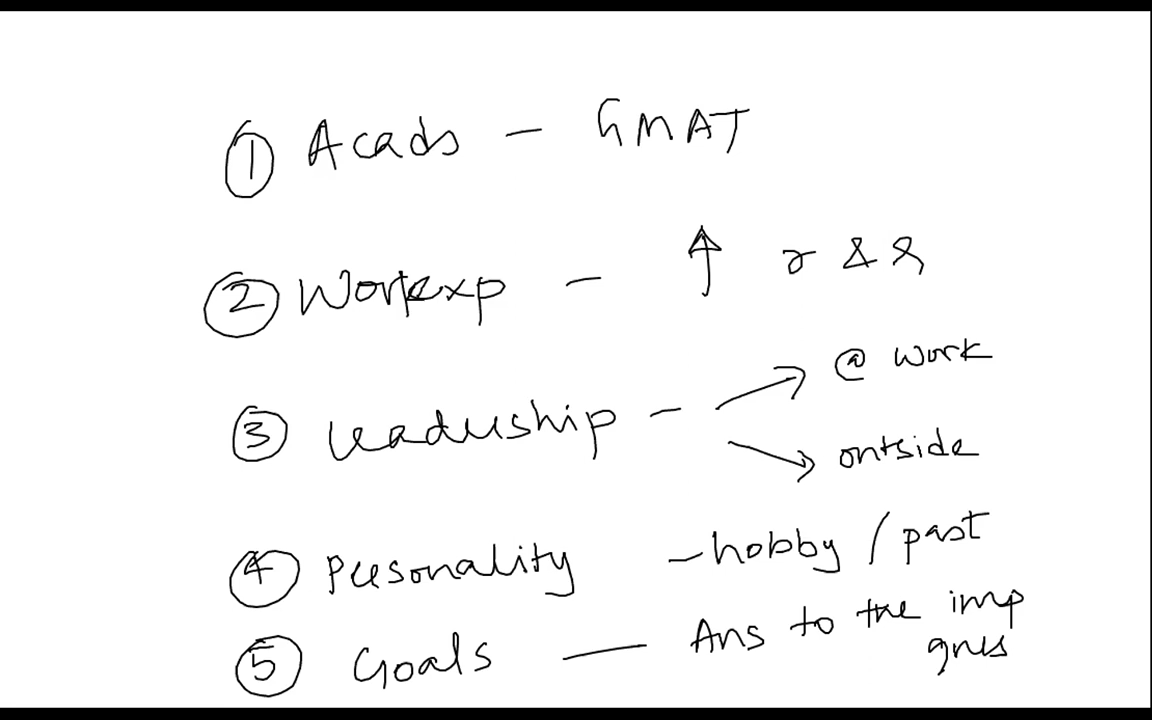 ① Acads - GMAT
② Workexp - ↑ r & R
③ Leadership - → @ work
→ outside
④ Personality - hobby / past
⑤ Goals - Ans to the imp
ques